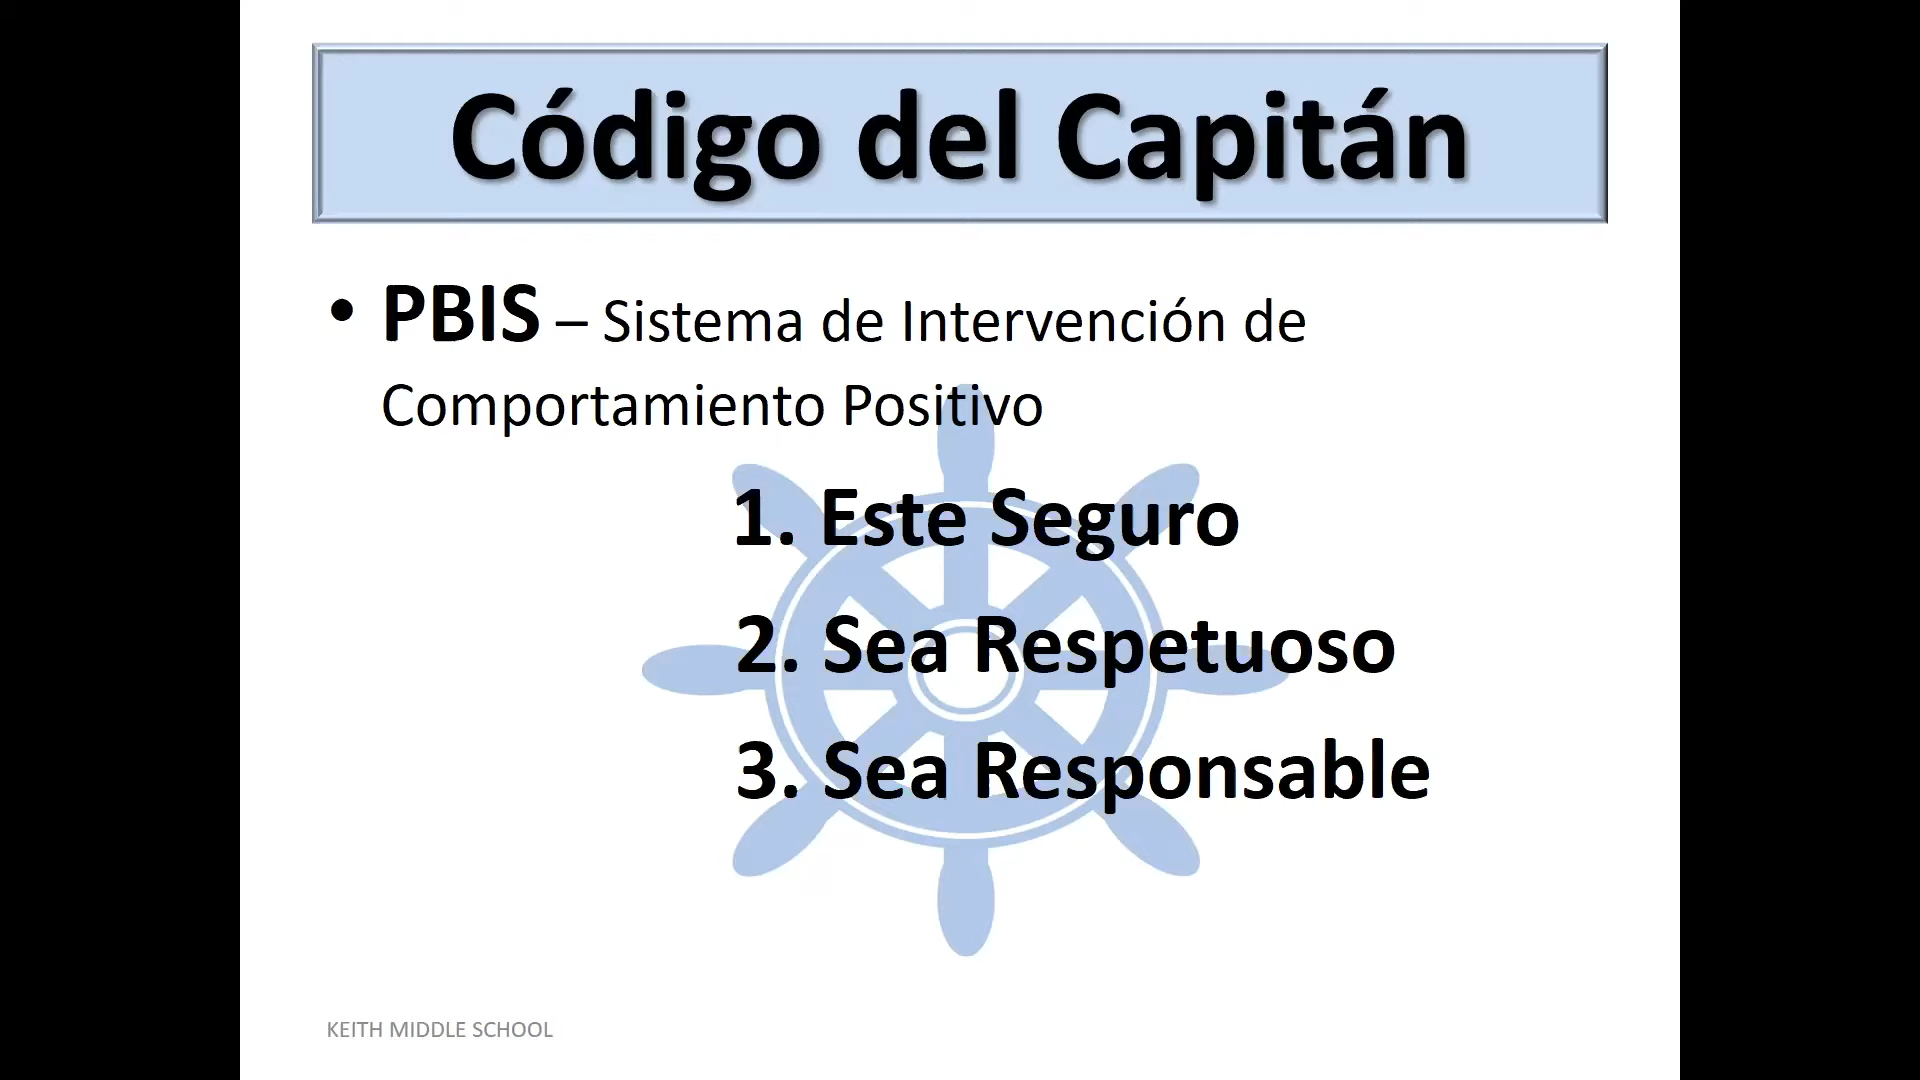 Código del Capitán
• PBIS – Sistema de Intervención de
Comportamiento Positivo
1. Este Seguro
2. Sea Respetuoso
3. Sea Responsable
KEITH MIDDLE SCHOOL